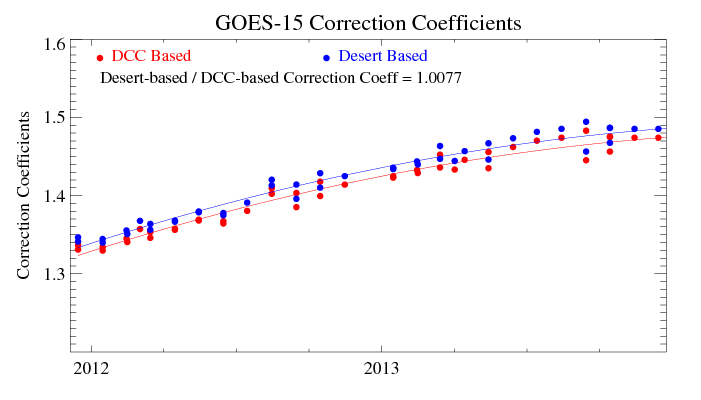 GOES-15 Correction Coefficients
DCC Based
Desert Based
Desert-based / DCC-based Correction Coeff = 1.0077
Correction Coefficients
1.6
1.5
1.4
1.3
2012
2013